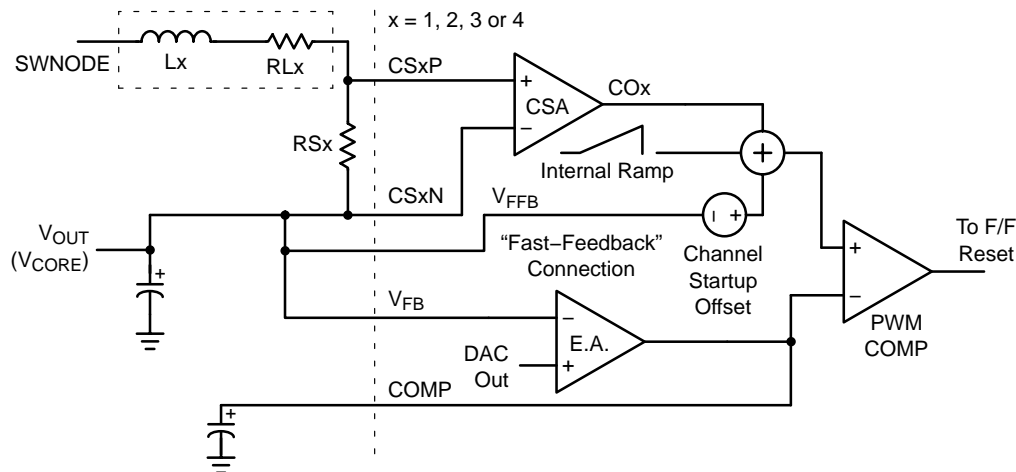 x = 1, 2, 3 or 4
SWNODE
Lx
RLx
CSxP
+
CSA
−
COx
RSx
Internal Ramp
+
CSxN
VFFB
− +
VOUT
(VCORE)
+
“Fast−Feedback”
Connection
Channel
Startup
Offset
+
−
To F/F
Reset
PWM
COMP
VFB
−
E.A.
+
DAC
Out
COMP
+